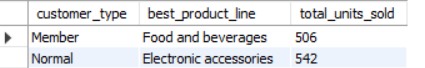 customer_type best_product_line total_units_sold
Member Food and beverages 506
Normal Electronic accessories 542